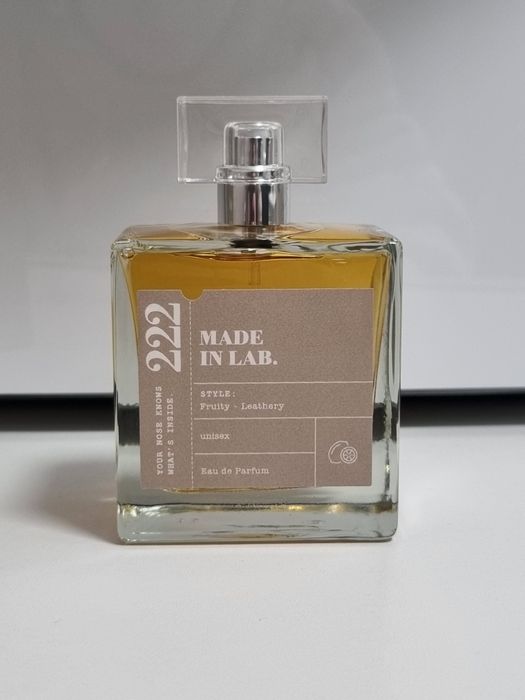 222
YOUR NOSE KNOWS
WHAT'S INSIDE.
MADE
IN LAB.
STYLE:
Fruity - Leathery
unisex
Eau de Parfum